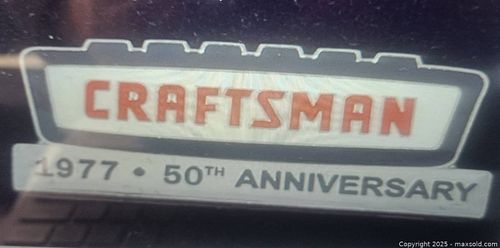 CRAFTSMAN
1977 • 50TH ANNIVERSARY
Copyright 2025 - maxsold.com